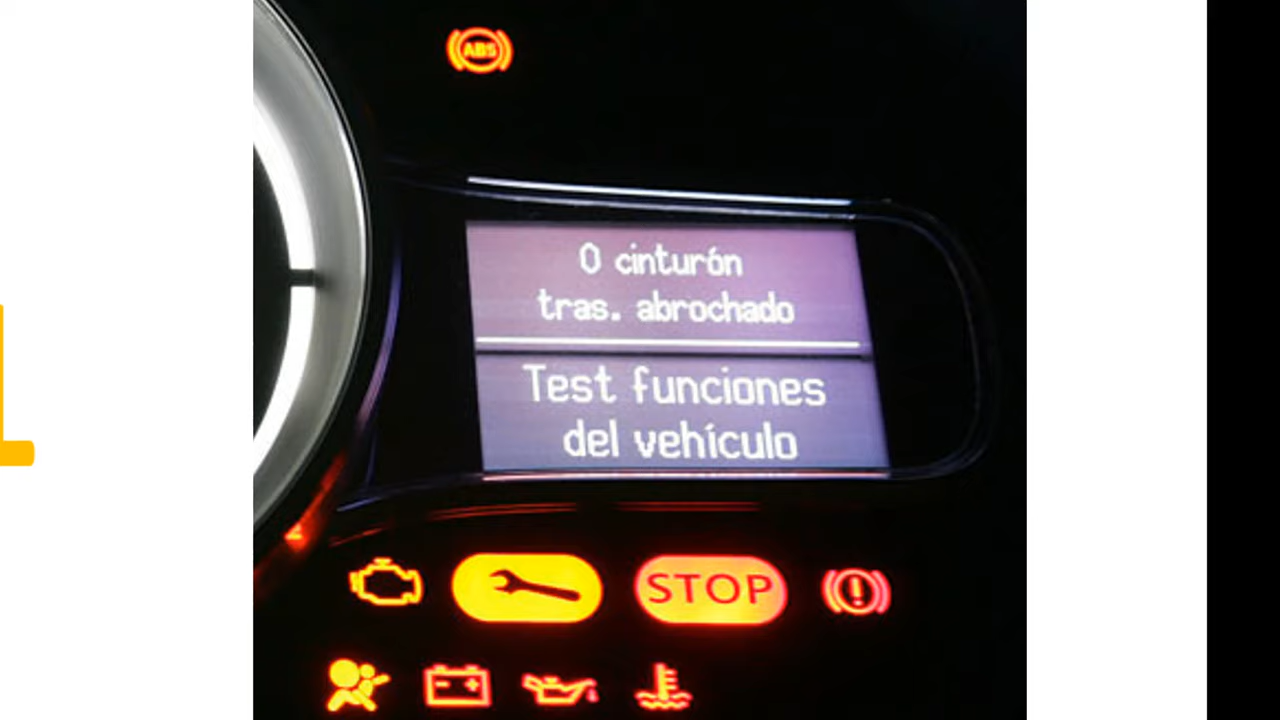 ABS
0 cinturón
tras. abrochado
Test funciones
del vehículo
STOP